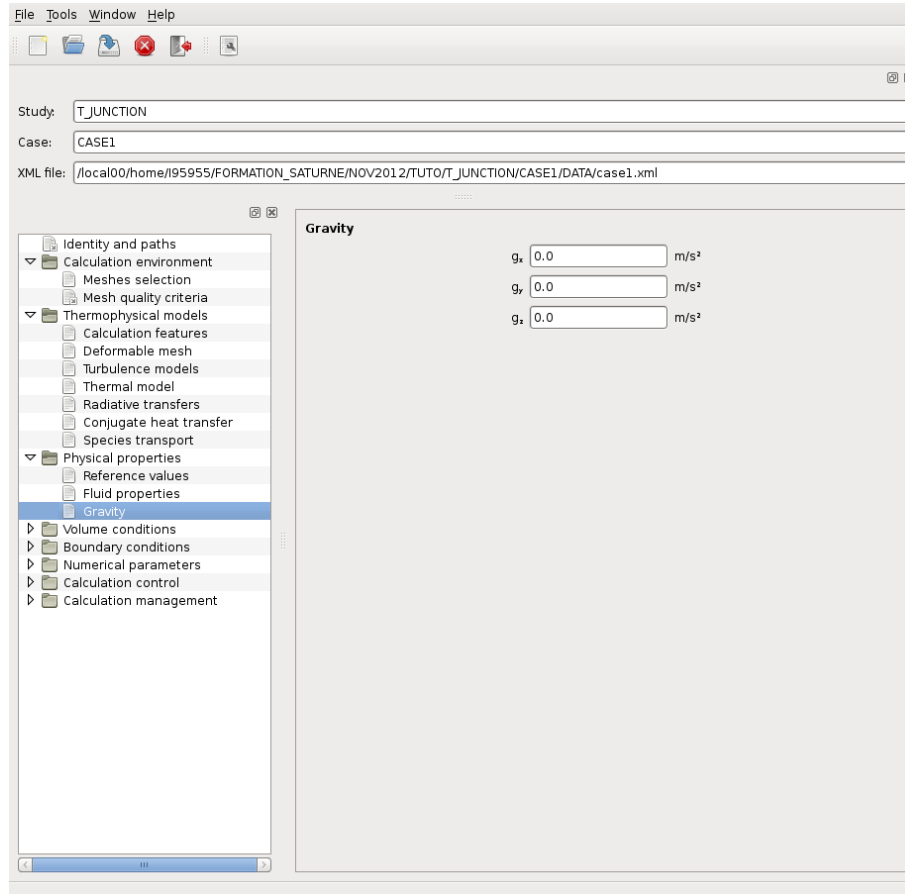 File Tools Window Help
Study: T_JUNCTION
Case: CASE1
XML file: /local00/home/I95955/FORMATION_SATURNE/NOV2012/TUTO/T_JUNCTION/CASE1/DATA/case1.xml
Identity and paths
Calculation environment
Meshes selection
Mesh quality criteria
Thermophysical models
Calculation features
Deformable mesh
Turbulence models
Thermal model
Radiative transfers
Conjugate heat transfer
Species transport
Physical properties
Reference values
Fluid properties
Gravity
Volume conditions
Boundary conditions
Numerical parameters
Calculation control
Calculation management
Gravity
gₓ 0.0 m/s²
gᵧ 0.0 m/s²
g_z 0.0 m/s²